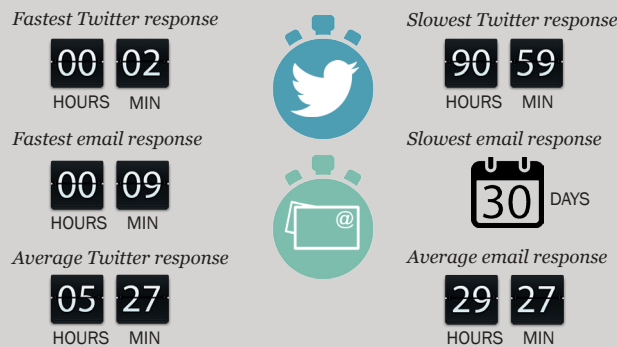 Fastest Twitter response
00 02
HOURS MIN
Slowest Twitter response
90 59
HOURS MIN
Fastest email response
00 09
HOURS MIN
@
Slowest email response
30 DAYS
Average Twitter response
05 27
HOURS MIN
Average email response
29 27
HOURS MIN